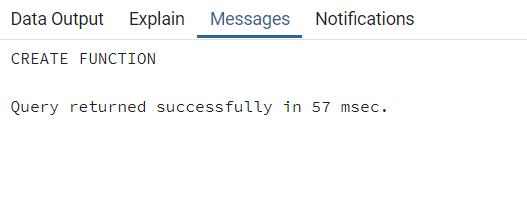 Data Output Explain Messages Notifications
CREATE FUNCTION
Query returned successfully in 57 msec.